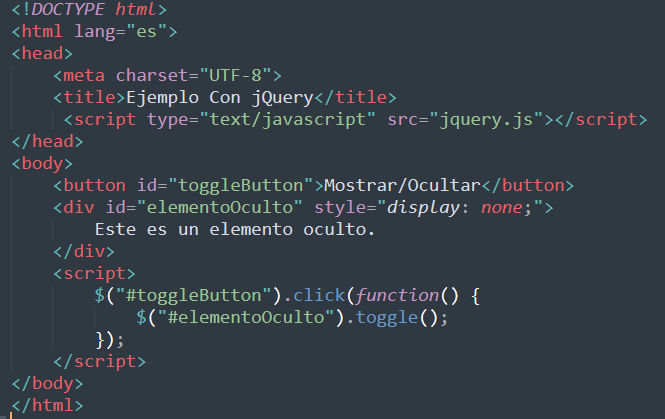 <!DOCTYPE html>
<html lang="es">
<head>
    <meta charset="UTF-8">
    <title>Ejemplo Con jQuery</title>
     <script type="text/javascript" src="jquery.js"></script>
</head>
<body>
    <button id="toggleButton">Mostrar/Ocultar</button>
    <div id="elementoOculto" style="display: none;">
        Este es un elemento oculto.
    </div>
    <script>
        $("#toggleButton").click(function() {
            $("#elementoOculto").toggle();
        });
    </script>
</body>
</html>